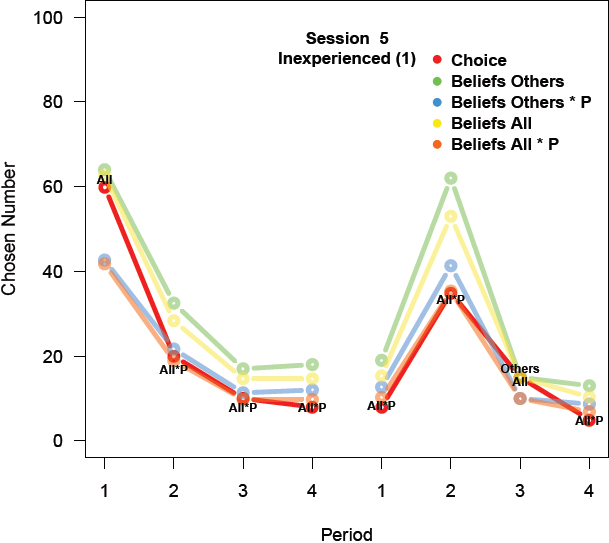 Session 5
Inexperienced (1)
Choice
Beliefs Others
Beliefs Others * P
Beliefs All
Beliefs All * P
Chosen Number
100
80
60
40
20
0
All
All*P
All*P
All*P
All*P
All*P
Others
All
All*P
1 2 3 4 1 2 3 4
Period